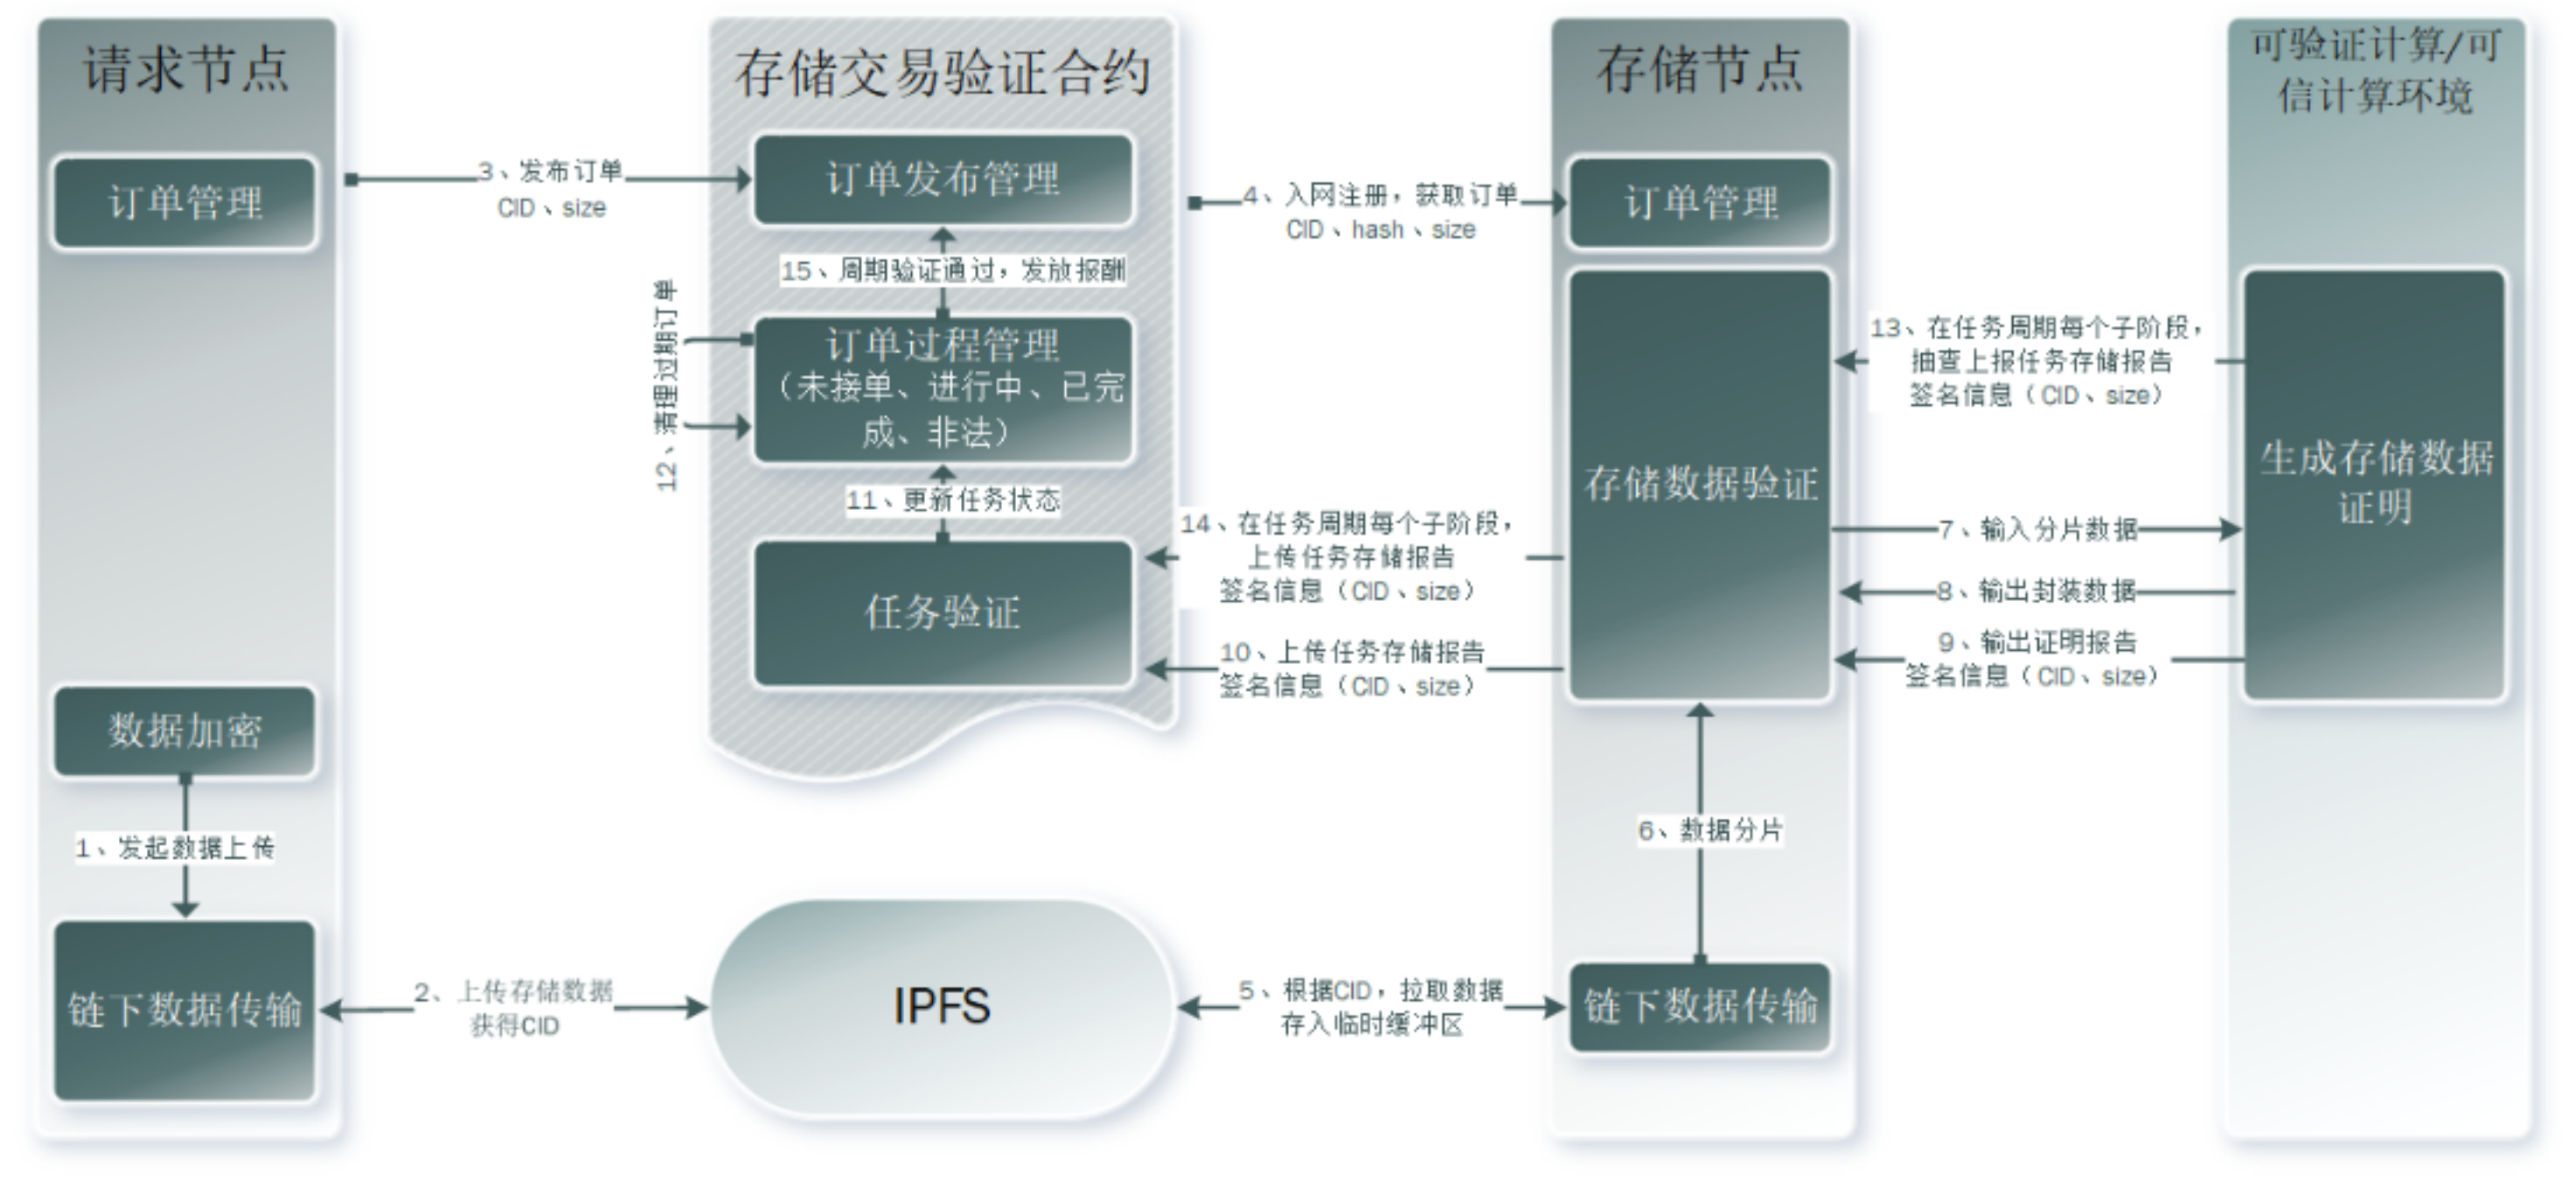 请求节点
订单管理
数据加密
1、发起数据上传
链下数据传输
3、发布订单
CID、size
2、上传存储数据
获得CID
存储交易验证合约
订单发布管理
15、周期验证通过，发放报酬
12、清理过期订单
订单过程管理
（未接单、进行中、已完
成、非法）
11、更新任务状态
任务验证
IPFS
4、入网注册，获取订单
CID、hash、size
14、在任务周期每个子阶段，
上传任务存储报告
签名信息（CID、size）
10、上传任务存储报告
签名信息（CID、size）
5、根据CID，拉取数据
存入临时缓冲区
存储节点
订单管理
存储数据验证
6、数据分片
链下数据传输
13、在任务周期每个子阶段，
抽查上报任务存储报告
签名信息（CID、size）
7、输入分片数据
8、输出封装数据
9、输出证明报告
签名信息（CID、size）
可验证计算/可
信计算环境
生成存储数据
证明